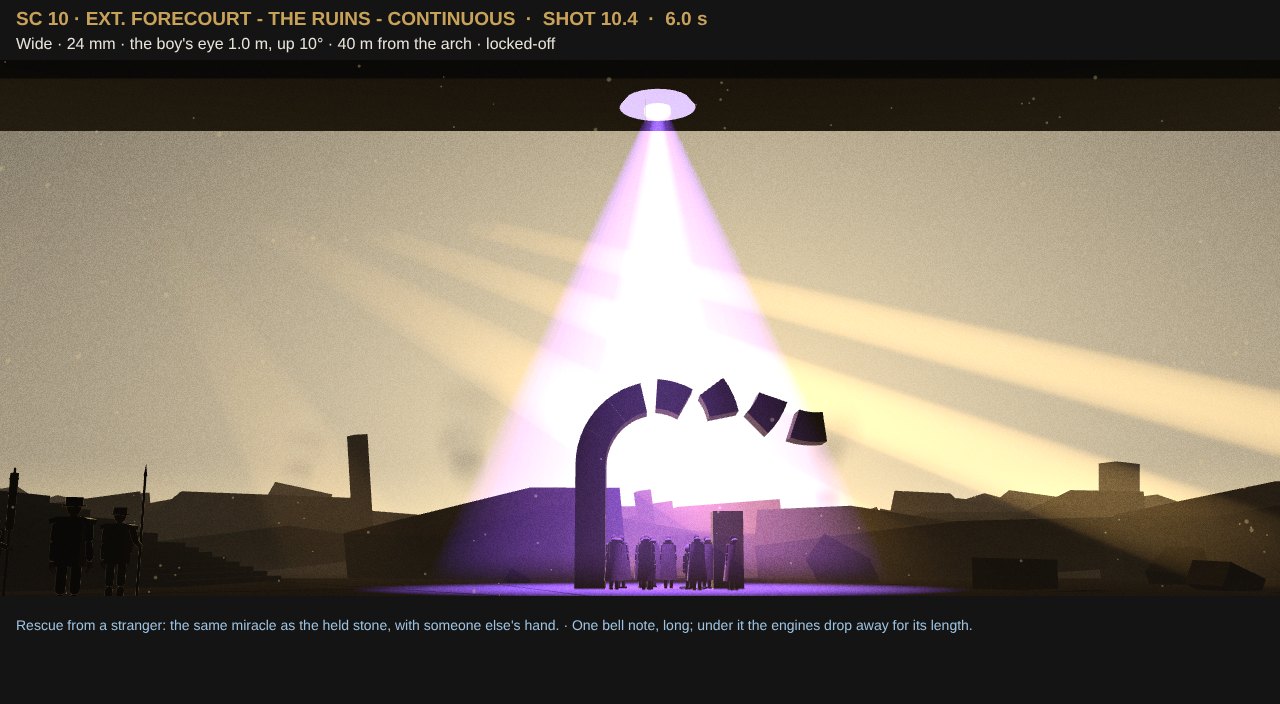 SC 10 · EXT. FORECOURT - THE RUINS - CONTINUOUS · SHOT 10.4 · 6.0 s
Wide · 24 mm · the boy's eye 1.0 m, up 10° · 40 m from the arch · locked-off
Rescue from a stranger: the same miracle as the held stone, with someone else's hand. · One bell note, long; under it the engines drop away for its length.